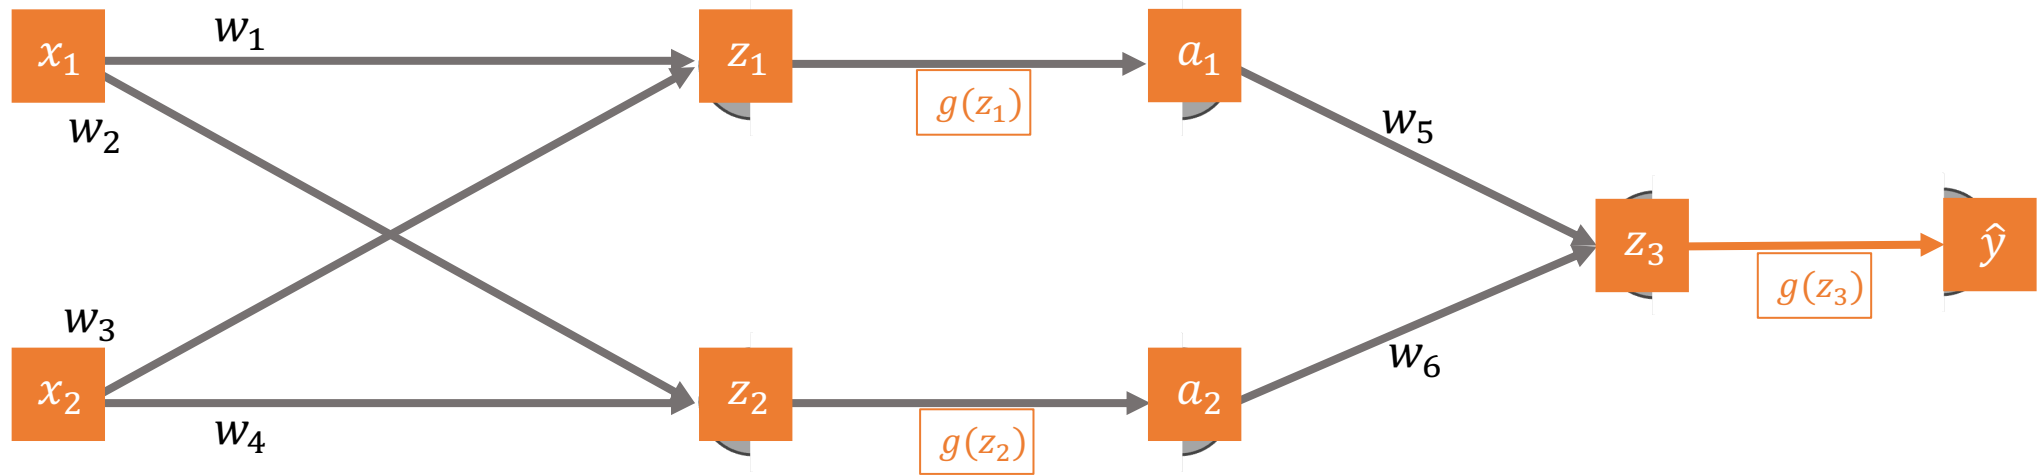 x₁
w₁
z₁
g(z₁)
a₁
w₂
w₅
z₃
g(z₃)
ŷ
w₃
x₂
w₄
z₂
g(z₂)
a₂
w₆